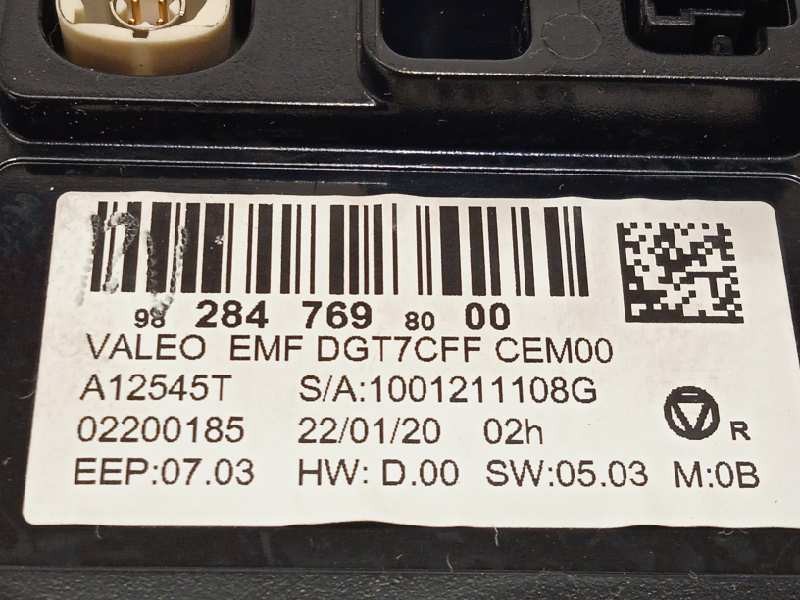 98 284 769 80 00
VALEO EMF DGT7CFF CEM00
A12545T S/A:1001211108G
02200185 22/01/20 02h
R
EEP:07.03 HW: D.00 SW:05.03 M:0B